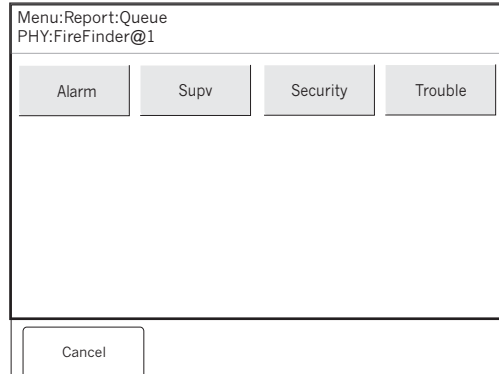 Menu:Report:Queue
PHY:FireFinder@1
Alarm Supv Security Trouble
Cancel